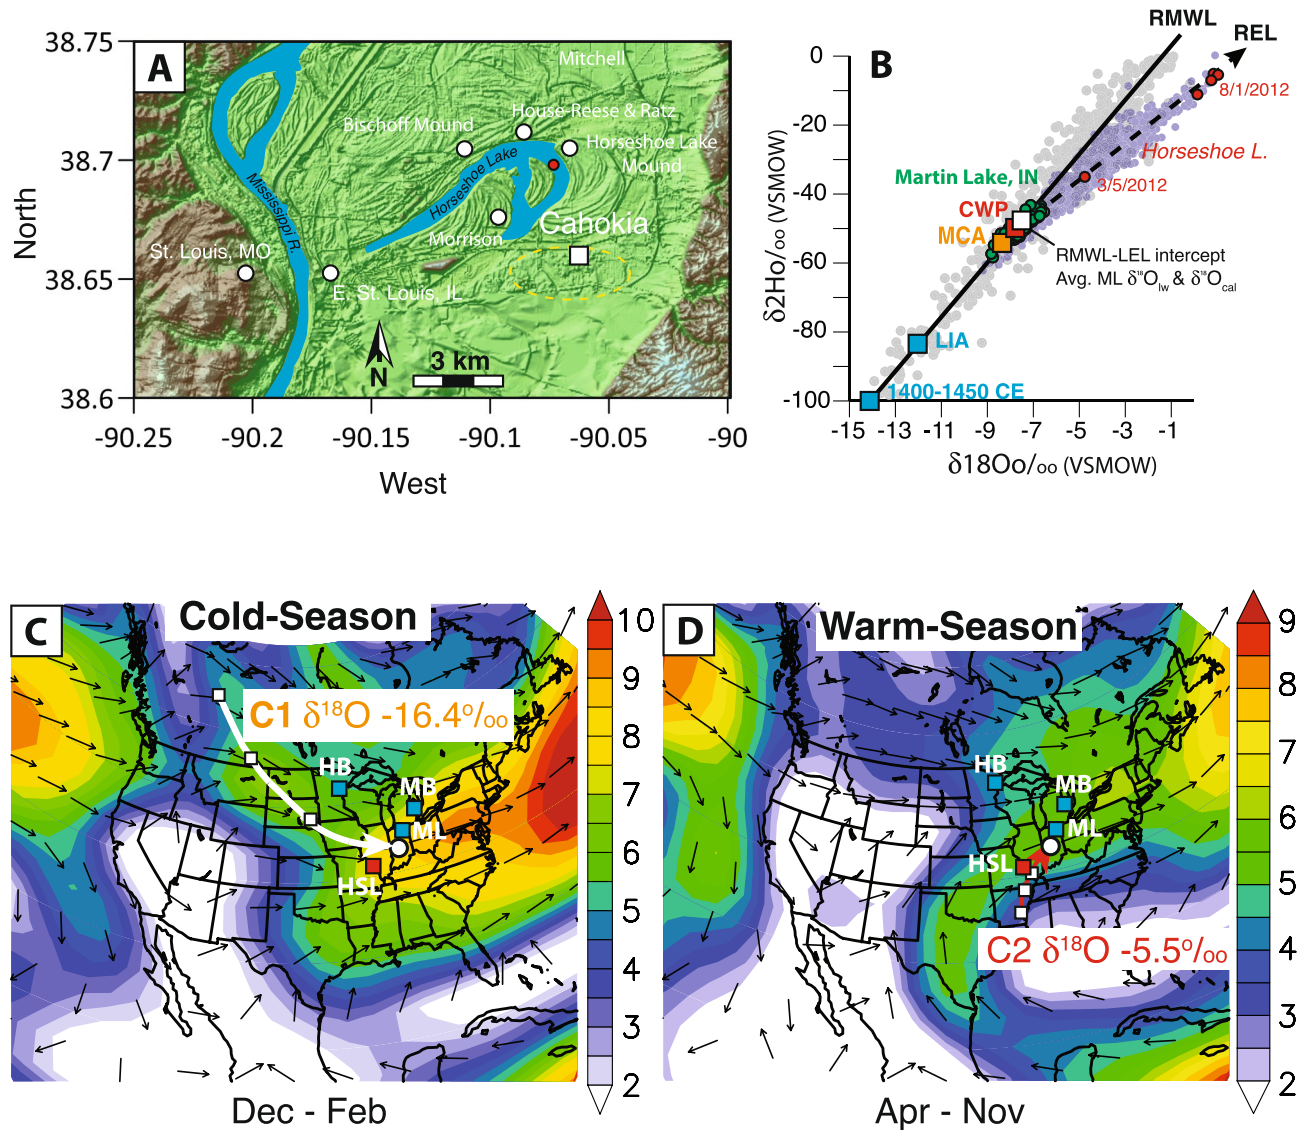 A
38.75
38.7
38.65
38.6
North
-90.25
-90.2
-90.15
-90.1
-90.05
-90
West
Mitchell
House-Reese & Ratz
Bischoff Mound
Horseshoe Lake
Mound
Horseshoe Lake
Mississippi R.
Cahokia
Morrison
St. Louis, MO
E. St. Louis, IL
N
3 km
B
RMWL
REL
0
-20
-40
-60
-80
-100
δ2Ho/oo (VSMOW)
8/1/2012
Horseshoe L.
3/5/2012
Martin Lake, IN
CWP
MCA
RMWL-LEL intercept
Avg. ML δ¹⁸Olw & δ¹⁸Ocal
LIA
1400-1450 CE
-15 -13 -11 -9 -7 -5 -3 -1
δ18Oo/oo (VSMOW)
C
Cold-Season
C1 δ¹⁸O -16.4o/oo
HB
MB
ML
HSL
10
9
8
7
6
5
4
3
2
Dec - Feb
D
Warm-Season
HB
MB
ML
HSL
C2 δ¹⁸O -5.5o/oo
9
8
7
6
5
4
3
2
Apr - Nov